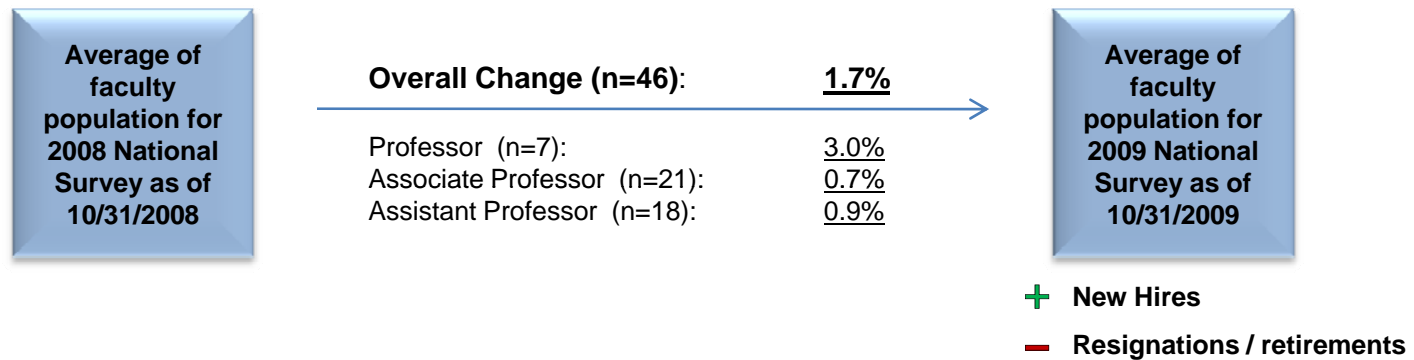 Average of
faculty
population for
2008 National
Survey as of
10/31/2008
Overall Change (n=46): 1.7%
Professor (n=7): 3.0%
Associate Professor (n=21): 0.7%
Assistant Professor (n=18): 0.9%
Average of
faculty
population for
2009 National
Survey as of
10/31/2009
New Hires
Resignations / retirements